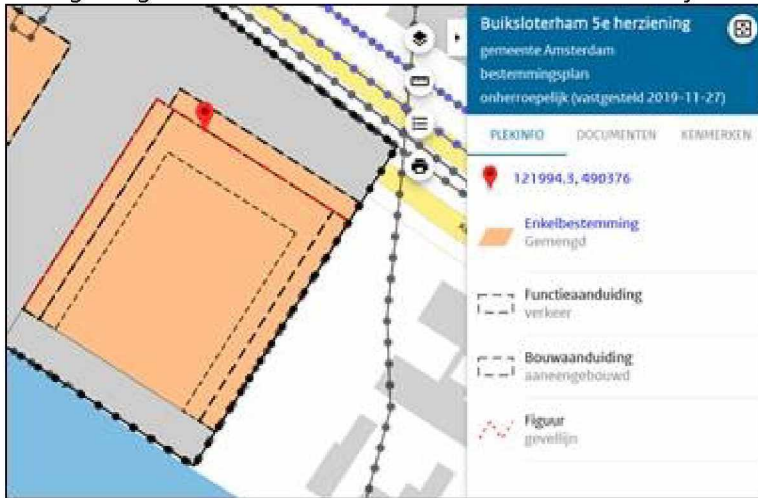 Buiksloterham 5e herziening
gemeente Amsterdam
bestemmingsplan
onherroepelijk (vastgesteld 2019-11-27)
PLEKINFO DOCUMENTEN KENMERKEN
121994.3, 490376
Enkelbestemming
Gemengd
Functieaanduiding
verkeer
Bouwaanduiding
aaneengebouwd
Figuur
gevellijn